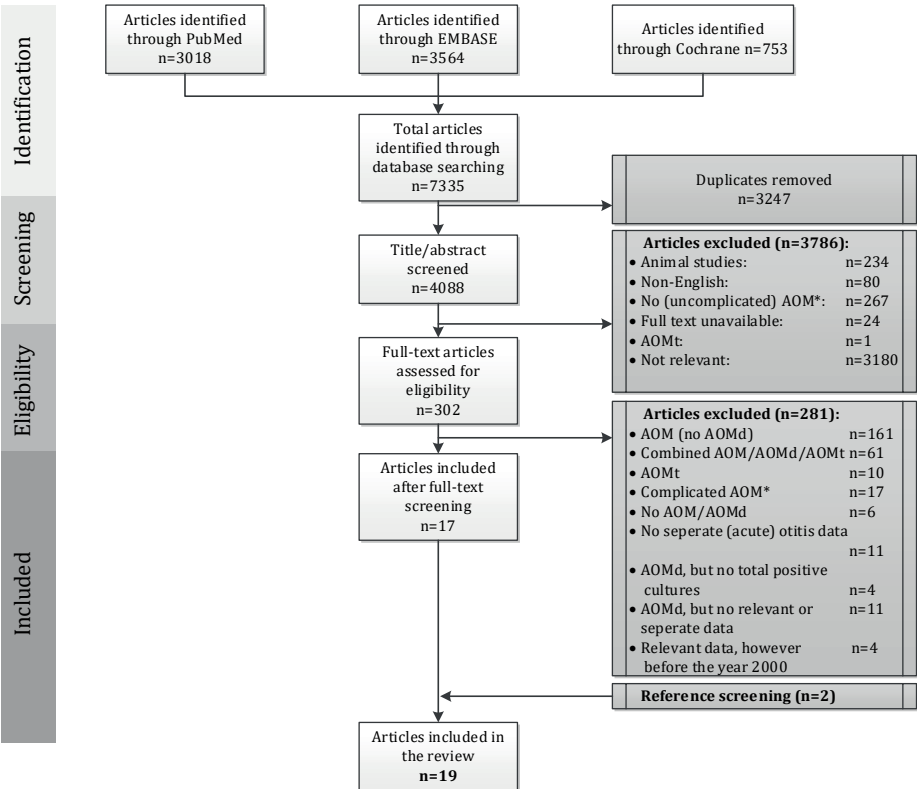 Identification
Articles identified
through PubMed
n=3018
Articles identified
through EMBASE
n=3564
Articles identified
through Cochrane n=753
Total articles
identified through
database searching
n=7335
Duplicates removed
n=3247
Screening
Title/abstract
screened
n=4088
Articles excluded (n=3786):
• Animal studies: n=234
• Non-English: n=80
• No (uncomplicated) AOM*: n=267
• Full text unavailable: n=24
• AOMt: n=1
• Not relevant: n=3180
Eligibility
Full-text articles
assessed for
eligibility
n=302
Articles excluded (n=281):
• AOM (no AOMd) n=161
• Combined AOM/AOMd/AOMt n=61
• AOMt n=10
• Complicated AOM* n=17
• No AOM/AOMd n=6
• No seperate (acute) otitis data
n=11
• AOMd, but no total positive
cultures n=4
• AOMd, but no relevant or n=11
seperate data
• Relevant data, however n=4
before the year 2000
Included
Articles included
after full-text
screening
n=17
Reference screening (n=2)
Articles included in
the review
n=19